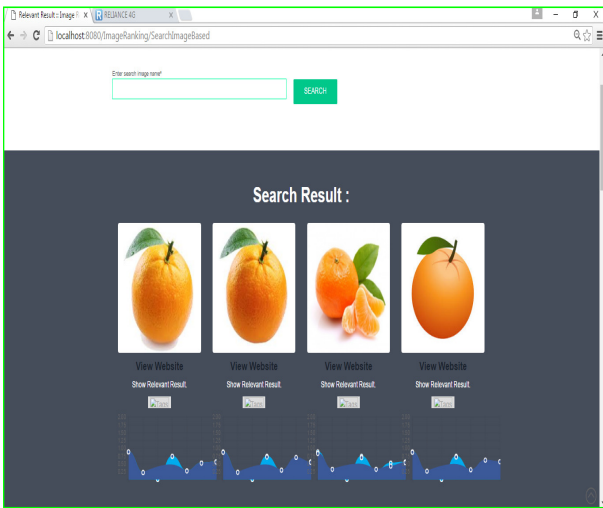 Relevant Result :: Image R
RELIANCE 4G
localhost:8080/ImageRanking/SearchImageBased
Enter search image name*
SEARCH
Search Result :
View Website View Website View Website View Website
Show Relevant Result. Show Relevant Result. Show Relevant Result. Show Relevant Result.